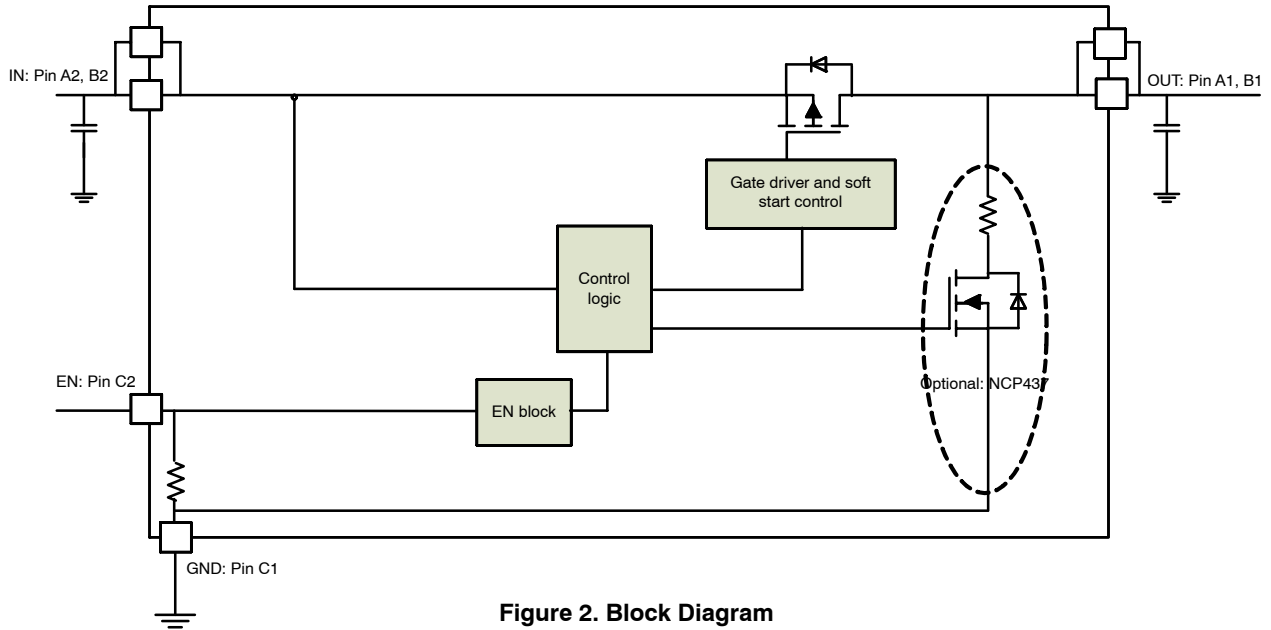 IN: Pin A2, B2
OUT: Pin A1, B1
Gate driver and soft
start control
Control
logic
EN: Pin C2
Optional: NCP437
EN block
GND: Pin C1
Figure 2. Block Diagram